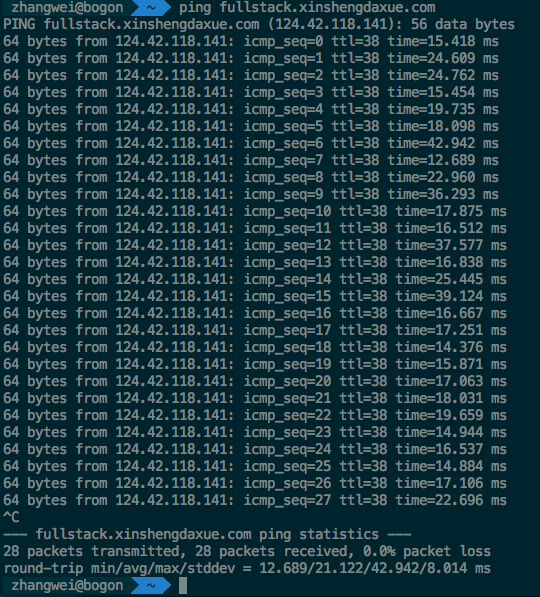 zhangwei@bogon ~ ping fullstack.xinshengdaxue.com
PING fullstack.xinshengdaxue.com (124.42.118.141): 56 data bytes
64 bytes from 124.42.118.141: icmp_seq=0 ttl=38 time=15.418 ms
64 bytes from 124.42.118.141: icmp_seq=1 ttl=38 time=24.609 ms
64 bytes from 124.42.118.141: icmp_seq=2 ttl=38 time=24.762 ms
64 bytes from 124.42.118.141: icmp_seq=3 ttl=38 time=15.454 ms
64 bytes from 124.42.118.141: icmp_seq=4 ttl=38 time=19.735 ms
64 bytes from 124.42.118.141: icmp_seq=5 ttl=38 time=18.098 ms
64 bytes from 124.42.118.141: icmp_seq=6 ttl=38 time=42.942 ms
64 bytes from 124.42.118.141: icmp_seq=7 ttl=38 time=12.689 ms
64 bytes from 124.42.118.141: icmp_seq=8 ttl=38 time=22.960 ms
64 bytes from 124.42.118.141: icmp_seq=9 ttl=38 time=36.293 ms
64 bytes from 124.42.118.141: icmp_seq=10 ttl=38 time=17.875 ms
64 bytes from 124.42.118.141: icmp_seq=11 ttl=38 time=16.512 ms
64 bytes from 124.42.118.141: icmp_seq=12 ttl=38 time=37.577 ms
64 bytes from 124.42.118.141: icmp_seq=13 ttl=38 time=16.838 ms
64 bytes from 124.42.118.141: icmp_seq=14 ttl=38 time=25.445 ms
64 bytes from 124.42.118.141: icmp_seq=15 ttl=38 time=39.124 ms
64 bytes from 124.42.118.141: icmp_seq=16 ttl=38 time=16.667 ms
64 bytes from 124.42.118.141: icmp_seq=17 ttl=38 time=17.251 ms
64 bytes from 124.42.118.141: icmp_seq=18 ttl=38 time=14.376 ms
64 bytes from 124.42.118.141: icmp_seq=19 ttl=38 time=15.871 ms
64 bytes from 124.42.118.141: icmp_seq=20 ttl=38 time=17.063 ms
64 bytes from 124.42.118.141: icmp_seq=21 ttl=38 time=18.031 ms
64 bytes from 124.42.118.141: icmp_seq=22 ttl=38 time=19.659 ms
64 bytes from 124.42.118.141: icmp_seq=23 ttl=38 time=14.944 ms
64 bytes from 124.42.118.141: icmp_seq=24 ttl=38 time=16.537 ms
64 bytes from 124.42.118.141: icmp_seq=25 ttl=38 time=14.884 ms
64 bytes from 124.42.118.141: icmp_seq=26 ttl=38 time=17.106 ms
64 bytes from 124.42.118.141: icmp_seq=27 ttl=38 time=22.696 ms
^C
--- fullstack.xinshengdaxue.com ping statistics ---
28 packets transmitted, 28 packets received, 0.0% packet loss
round-trip min/avg/max/stddev = 12.689/21.122/42.942/8.014 ms
zhangwei@bogon ~